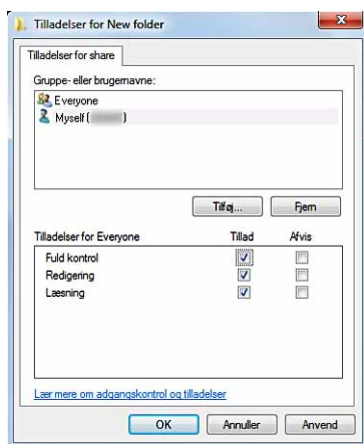 Tilladelser for New folder
Tilladelser for share
Gruppe- eller brugernavne:
Everyone
Myself ( )
Tilføj... Fjern
Tilladelser for Everyone Tillad Afvis
Fuld kontrol
Redigering
Læsning
Lær mere om adgangskontrol og tilladelser
OK Annuller Anvend